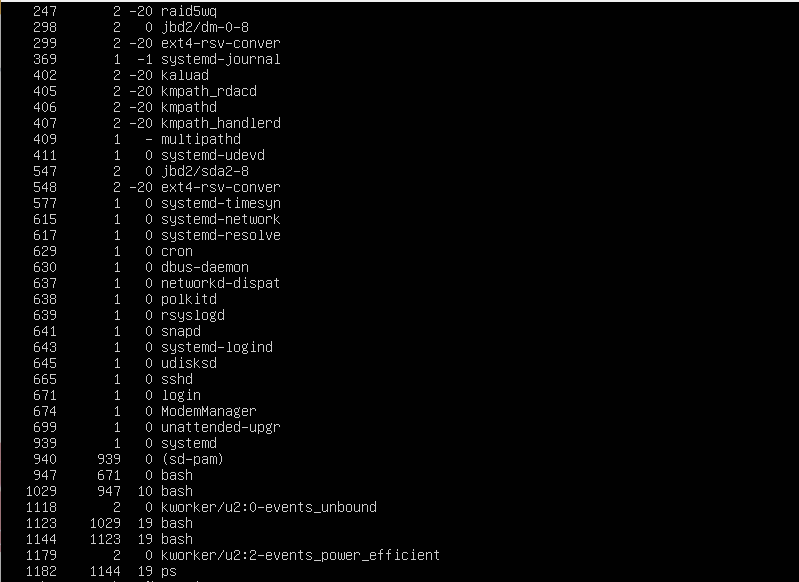 247 2 -20 raid5wq
298 2 0 jbd2/dm-0-8
299 2 -20 ext4-rsv-conver
369 1 -1 systemd-journal
402 2 -20 kaluad
405 2 -20 kmpath_rdacd
406 2 -20 kmpathd
407 2 -20 kmpath_handlerd
409 1 - multipathd
411 1 0 systemd-udevd
547 2 0 jbd2/sda2-8
548 2 -20 ext4-rsv-conver
577 1 0 systemd-timesyn
615 1 0 systemd-network
617 1 0 systemd-resolve
629 1 0 cron
630 1 0 dbus-daemon
637 1 0 networkd-dispat
638 1 0 polkitd
639 1 0 rsyslogd
641 1 0 snapd
643 1 0 systemd-logind
645 1 0 udisksd
665 1 0 sshd
671 1 0 login
674 1 0 ModemManager
699 1 0 unattended-upgr
939 1 0 systemd
940 939 0 (sd-pam)
947 671 0 bash
1029 947 10 bash
1118 2 0 kworker/u2:0-events_unbound
1123 1029 19 bash
1144 1123 19 bash
1179 2 0 kworker/u2:2-events_power_efficient
1182 1144 19 ps